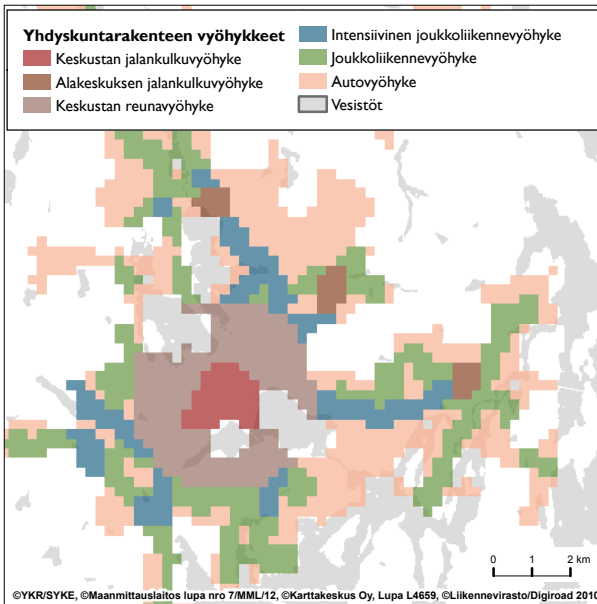 Yhdyskuntarakenteen vyöhykkeet
Keskustan jalankulkuvyöhyke
Alakeskuksen jalankulkuvyöhyke
Keskustan reunavyöhyke
Intensiivinen joukkoliikennevyöhyke
Joukkoliikennevyöhyke
Autovyöhyke
Vesistöt
0 1 2 km
©YKR/SYKE, ©Maanmittauslaitos lupa nro 7/MML/12, ©Karttakeskus Oy, Lupa L4659, ©Liikennevirasto/Digiroad 2010